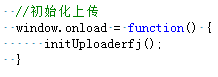 //初始化上传
window.onload = function() {
initUploaderfj();
}